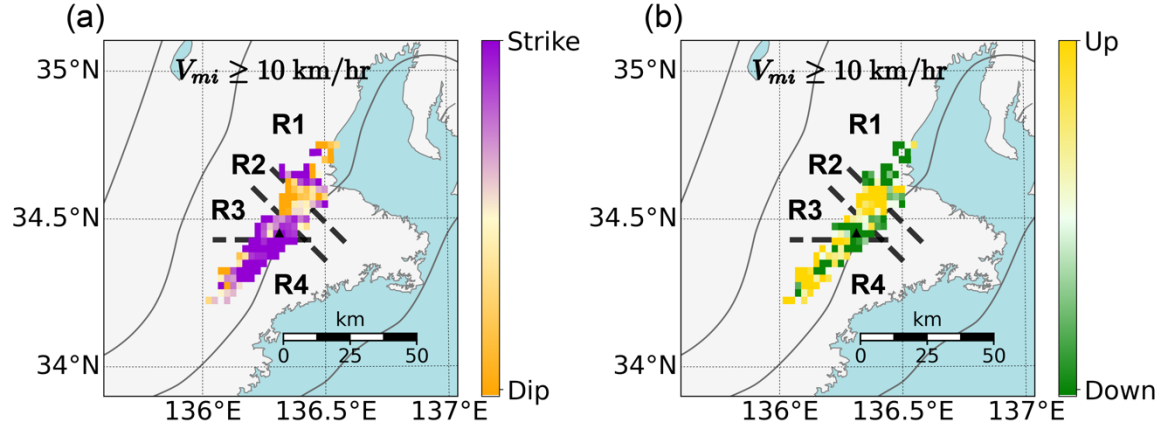 (a)
V_mi ≥ 10 km/hr
R1
R2
R3
R4
km
0 25 50
35°N
34.5°N
34°N
136°E
136.5°E
137°E
Strike
Dip
(b)
V_mi ≥ 10 km/hr
R1
R2
R3
R4
km
0 25 50
35°N
34.5°N
34°N
136°E
136.5°E
137°E
Up
Down